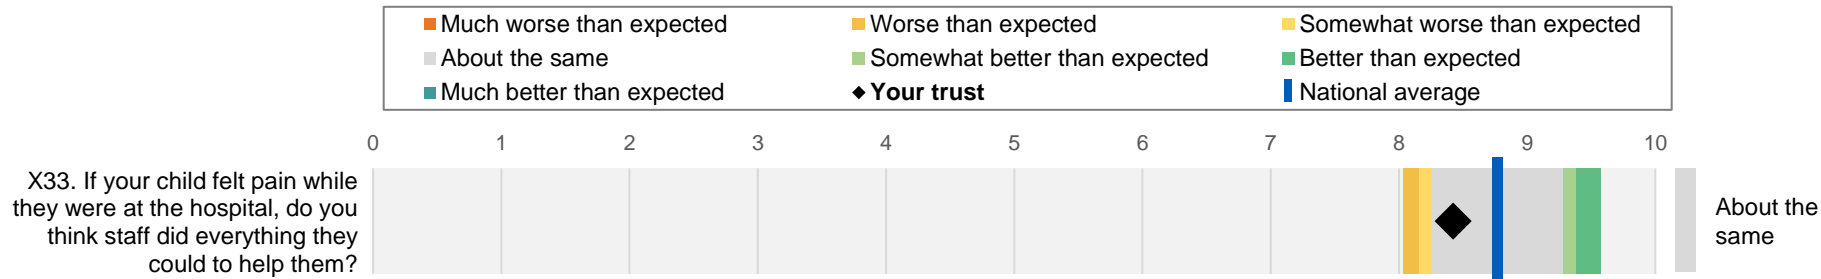 Much worse than expected
Worse than expected
Somewhat worse than expected
About the same
Somewhat better than expected
Better than expected
Much better than expected
Your trust
National average
0 1 2 3 4 5 6 7 8 9 10
X33. If your child felt pain while
they were at the hospital, do you
think staff did everything they
could to help them?
About the
same